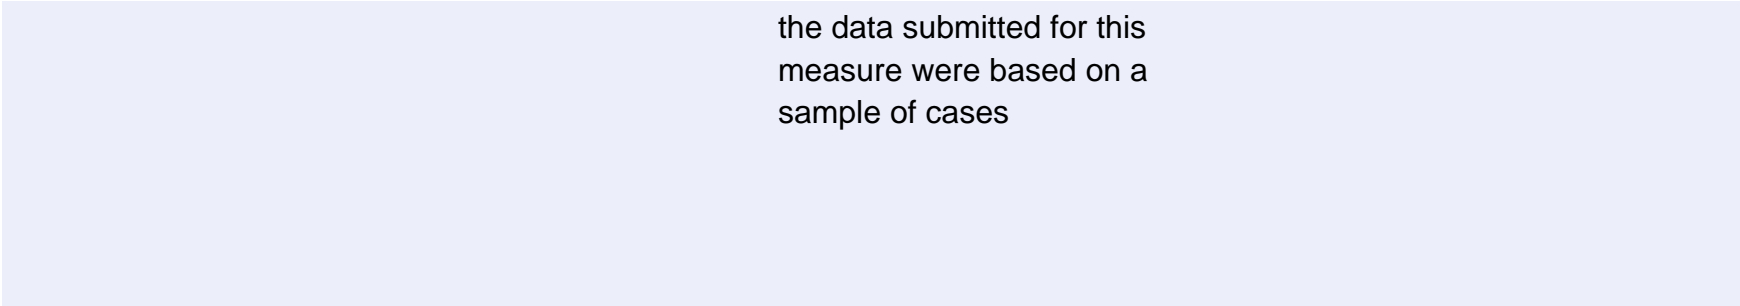 the data submitted for this
measure were based on a
sample of cases